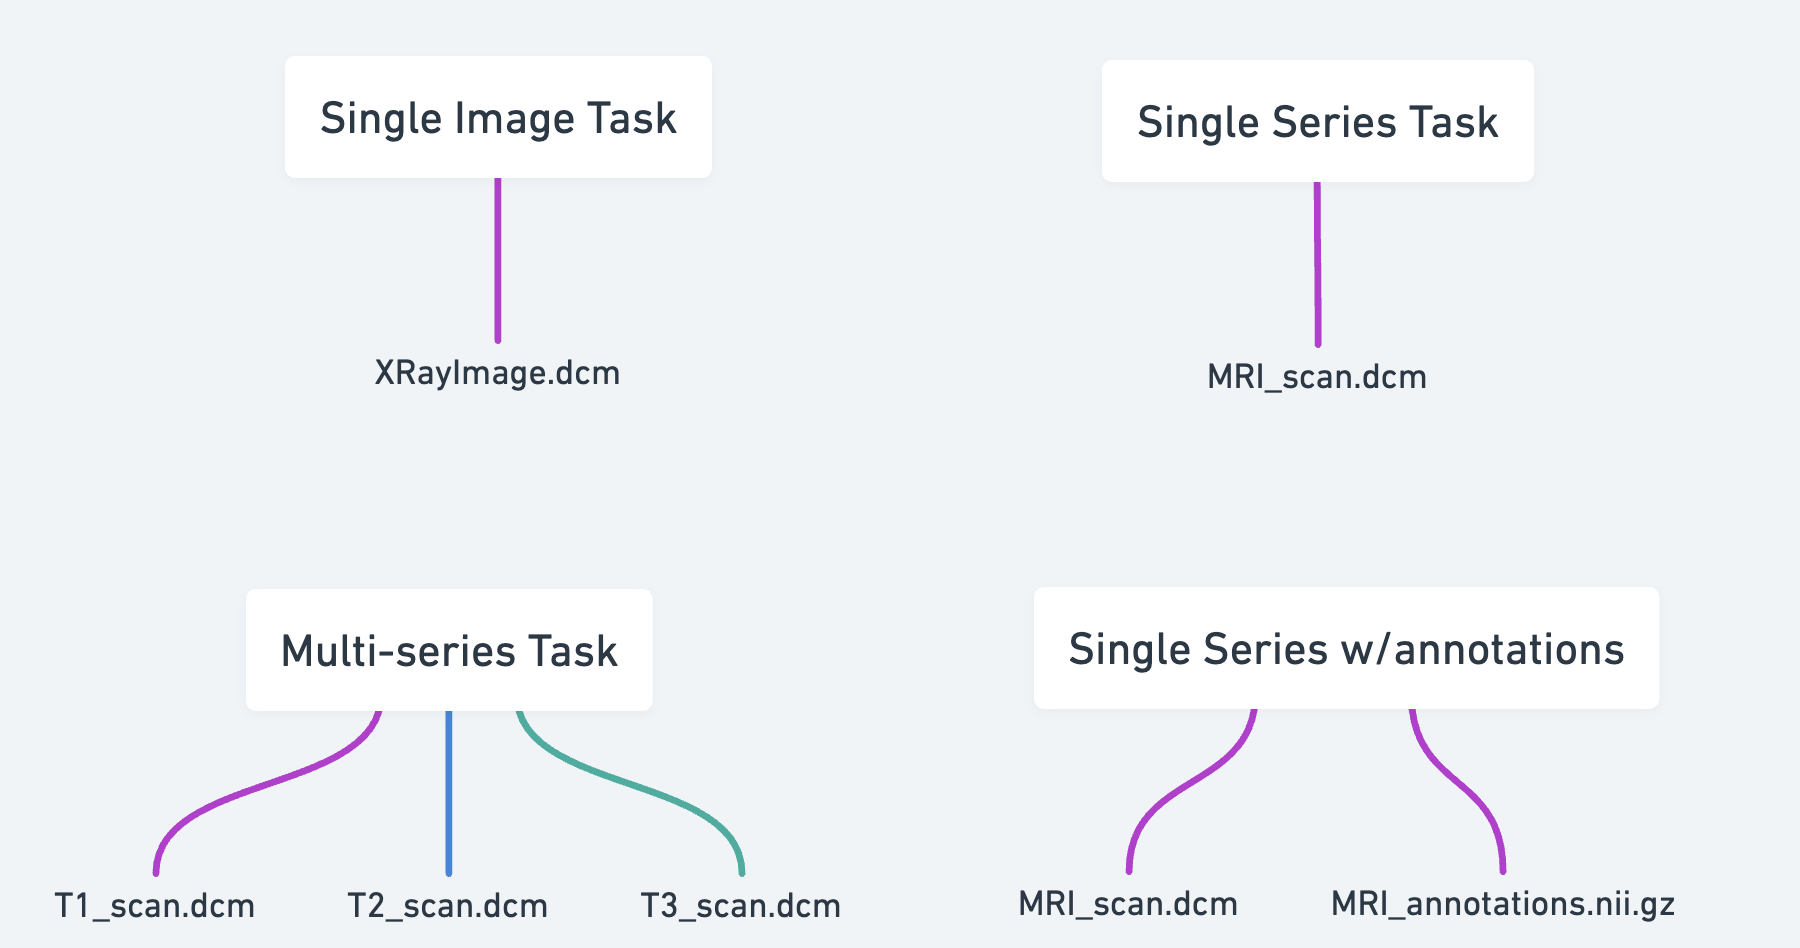 Single Image Task
Single Series Task
XRayImage.dcm
MRI_scan.dcm
Multi-series Task
Single Series w/annotations
T1_scan.dcm
T2_scan.dcm
T3_scan.dcm
MRI_scan.dcm
MRI_annotations.nii.gz